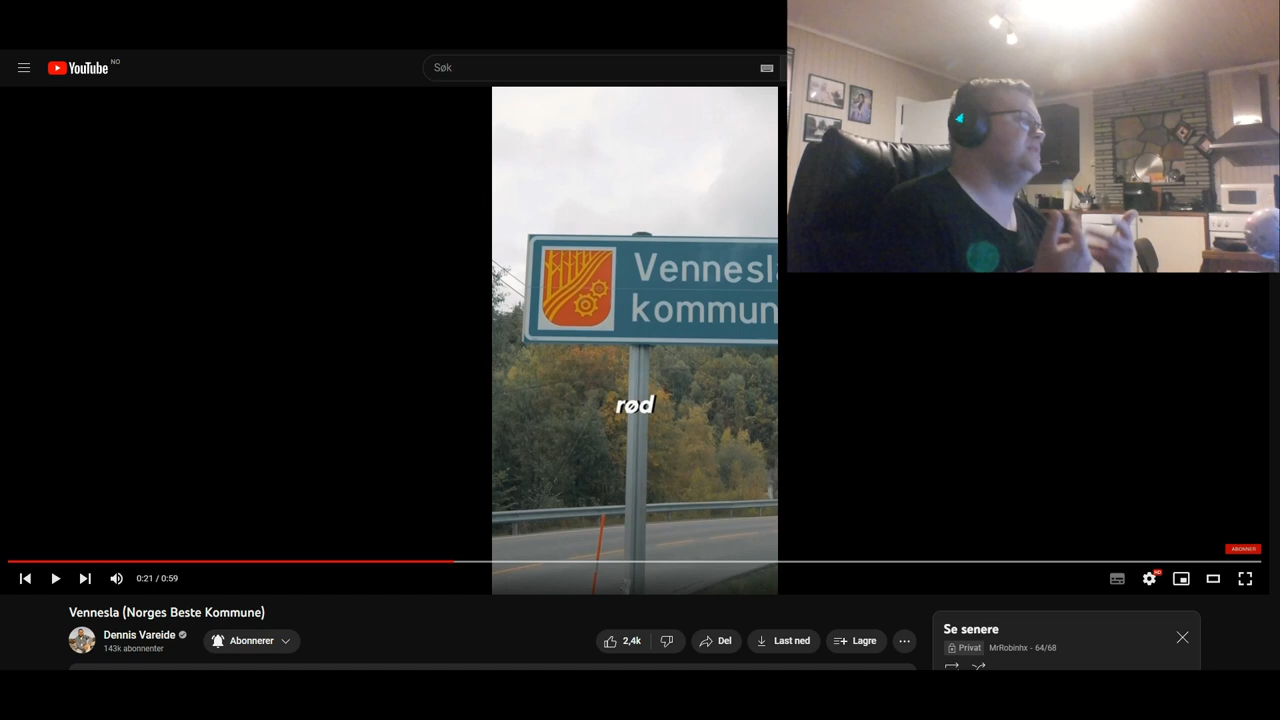 YouTube NO
Søk
Vennesl
kommun
rød
ABONNER
0:21 / 0:59
HD
Vennesla (Norges Beste Kommune)
Dennis Vareide
143k abonnenter
Abonnerer
2,4k
Del
Last ned
Lagre
Se senere
Privat
MrRobinhx - 64/68